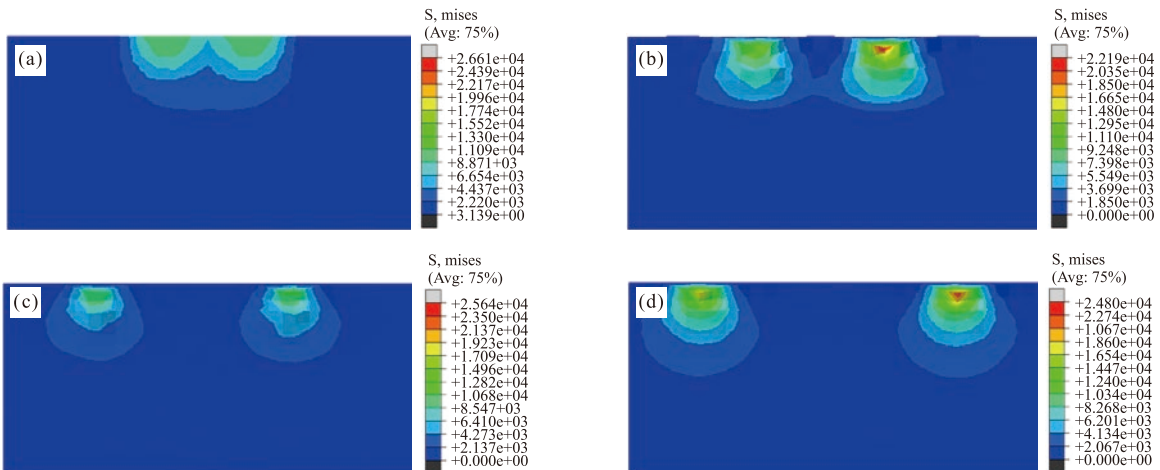 (a)
S, mises
(Avg: 75%)
+2.661e+04
+2.439e+04
+2.217e+04
+1.996e+04
+1.774e+04
+1.552e+04
+1.330e+04
+1.109e+04
+8.871+03
+6.654e+03
+4.437e+03
+2.220e+03
+3.139e+00
(b)
S, mises
(Avg: 75%)
+2.219e+04
+2.035e+04
+1.850e+04
+1.665e+04
+1.480e+04
+1.295e+04
+1.110e+04
+9.248e+03
+7.398e+03
+5.549e+03
+3.699e+03
+1.850e+03
+0.000e+00
(c)
S, mises
(Avg: 75%)
+2.564e+04
+2.350e+04
+2.137e+04
+1.923e+04
+1.709e+04
+1.496e+04
+1.282e+04
+1.068e+04
+8.547+03
+6.410e+03
+4.273e+03
+2.137e+03
+0.000e+00
(d)
S, mises
(Avg: 75%)
+2.480e+04
+2.274e+04
+1.067e+04
+1.860e+04
+1.654e+04
+1.447e+04
+1.240e+04
+1.034e+04
+8.268e+03
+6.201e+03
+4.134e+03
+2.067e+03
+0.000e+00